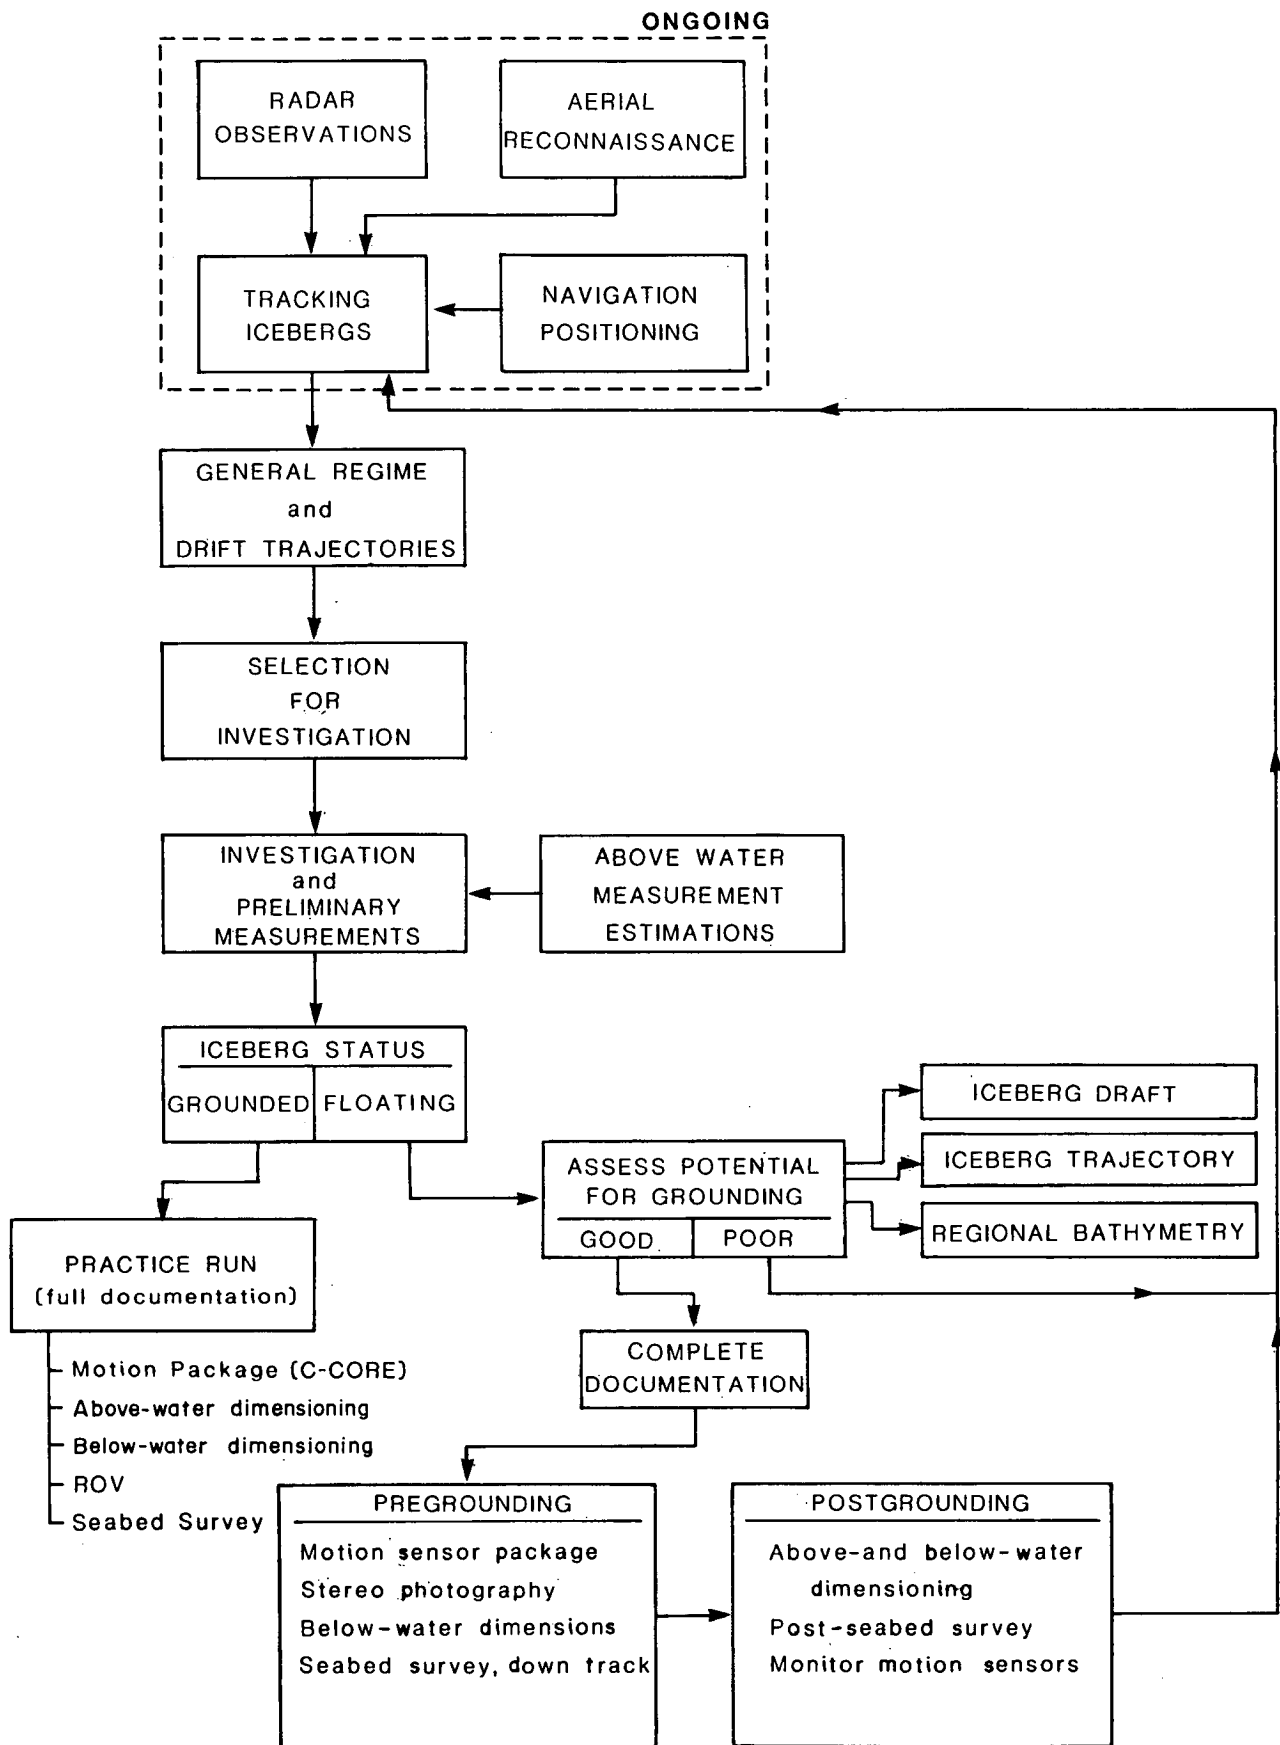 ONGOING
RADAR
OBSERVATIONS
AERIAL
RECONNAISSANCE
TRACKING
ICEBERGS
NAVIGATION
POSITIONING
GENERAL REGIME
and
DRIFT TRAJECTORIES
SELECTION
FOR
INVESTIGATION
INVESTIGATION
and
PRELIMINARY
MEASUREMENTS
ABOVE WATER
MEASUREMENT
ESTIMATIONS
ICEBERG STATUS
GROUNDED
FLOATING
ASSESS POTENTIAL
FOR GROUNDING
GOOD
POOR
ICEBERG DRAFT
ICEBERG TRAJECTORY
REGIONAL BATHYMETRY
PRACTICE RUN
(full documentation)
Motion Package (C-CORE)
Above-water dimensioning
Below-water dimensioning
ROV
Seabed Survey
COMPLETE
DOCUMENTATION
PREGROUNDING
Motion sensor package
Stereo photography
Below-water dimensions
Seabed survey, down track
POSTGROUNDING
Above-and below-water
dimensioning
Post-seabed survey
Monitor motion sensors